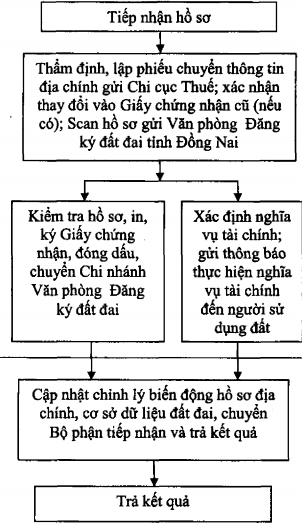 Tiếp nhận hồ sơ
Thẩm định, lập phiếu chuyển thông tin
địa chính gửi Chi cục Thuế; xác nhận
thay đổi vào Giấy chứng nhận cũ (nếu
có); Scan hồ sơ gửi Văn phòng Đăng
ký đất đai tỉnh Đồng Nai
Kiểm tra hồ sơ, in,
ký Giấy chứng
nhận, đóng dấu,
chuyển Chi nhánh
Văn phòng Đăng
ký đất đai
Xác định nghĩa
vụ tài chính;
gửi thông báo
thực hiện nghĩa
vụ tài chính
đến người sử
dụng đất
Cập nhật chỉnh lý biến động hồ sơ địa
chính, cơ sở dữ liệu đất đai, chuyển
Bộ phận tiếp nhận và trả kết quả
Trả kết quả